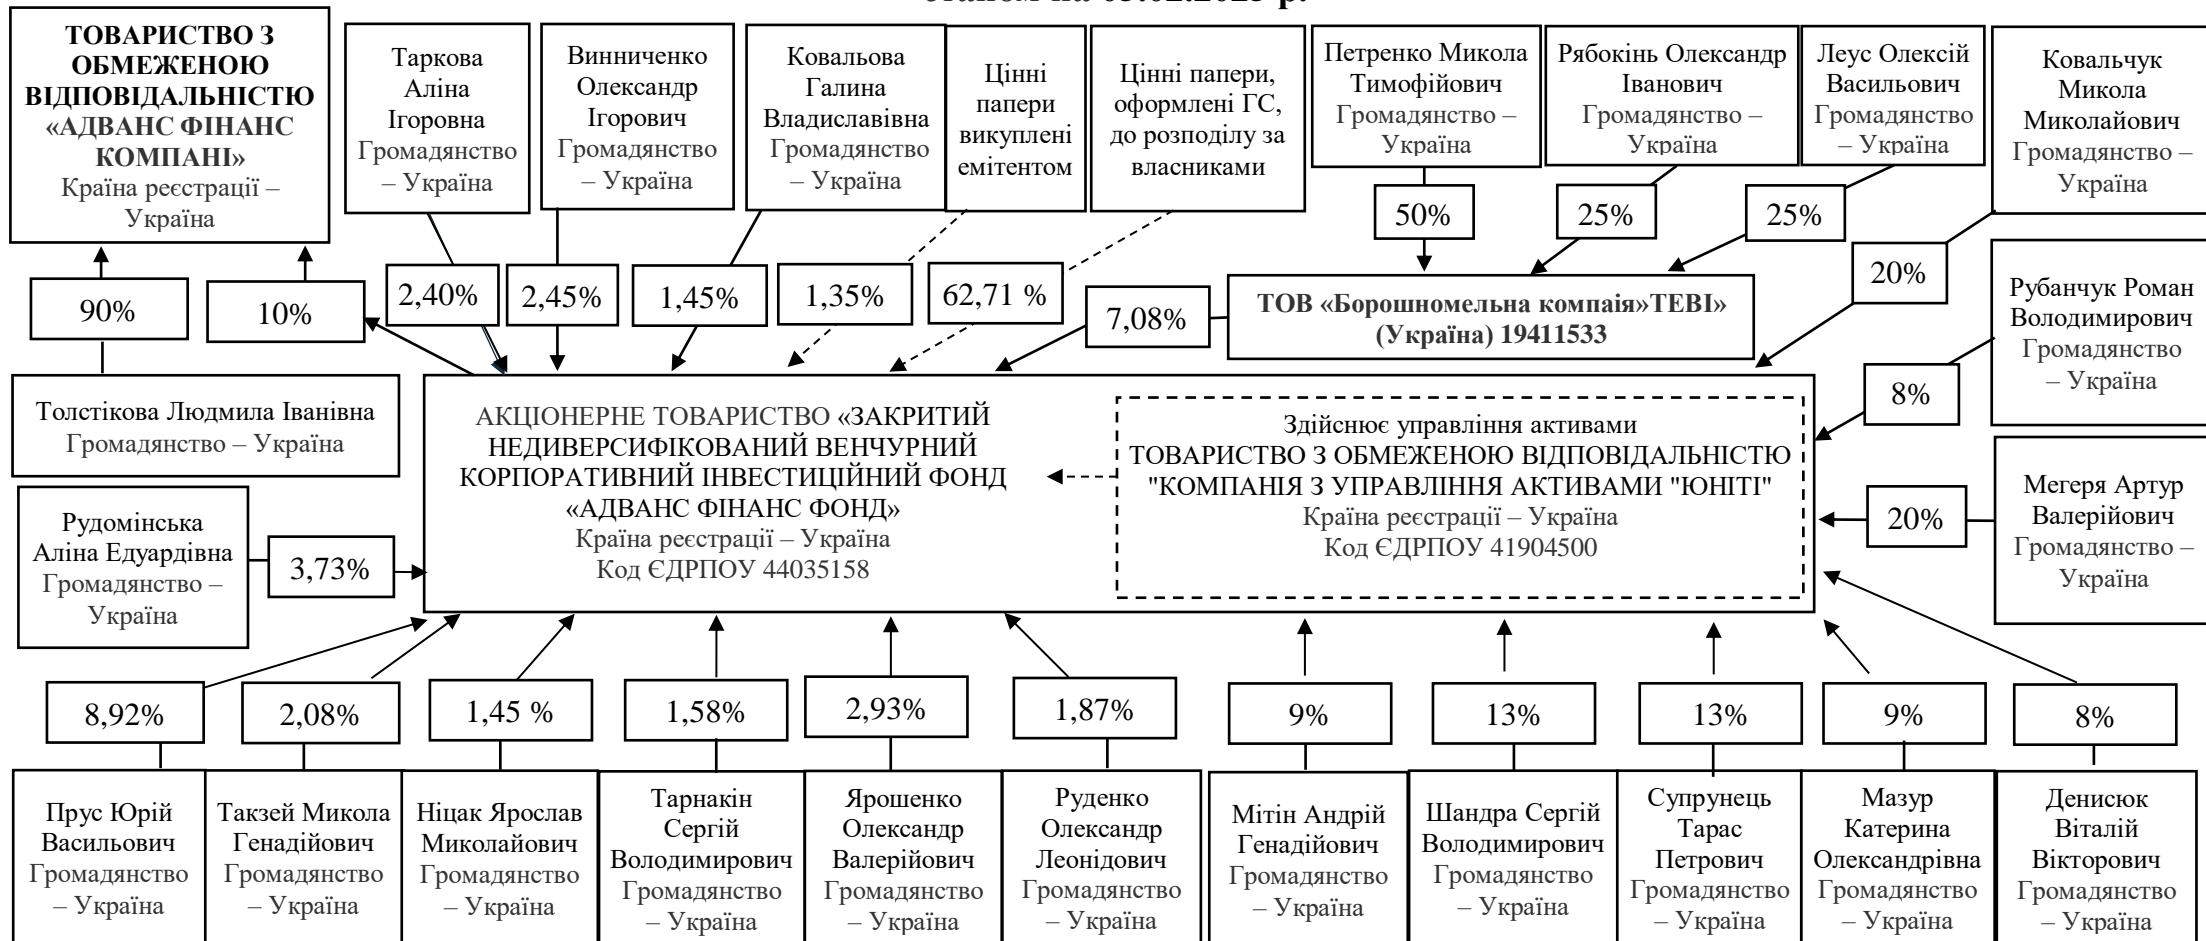 станом на 03.02.2025 р.
ТОВАРИСТВО З
ОБМЕЖЕНОЮ
ВІДПОВІДАЛЬНІСТЮ
«АДВАНС ФІНАНС
КОМПАНІ»
Країна реєстрації –
Україна
Таркова
Аліна
Ігоровна
Громадянство
– Україна
Винниченко
Олександр
Ігорович
Громадянство
– Україна
Ковальова
Галина
Владиславівна
Громадянство
– Україна
Цінні
папери
викуплені
емітентом
Цінні папери,
оформлені ГС,
до розподілу за
власниками
Петренко Микола
Тимофійович
Громадянство –
Україна
Рябокінь Олександр
Іванович
Громадянство –
Україна
Леус Олексій
Васильович
Громадянство
– Україна
Ковальчук
Микола
Миколайович
Громадянство –
Україна
50%
25%
25%
20%
90%
10%
2,40%
2,45%
1,45%
1,35%
62,71 %
7,08%
ТОВ «Борошномельна компаія»ТЕВІ»
(Україна) 19411533
Рубанчук Роман
Володимирович
Громадянство
– Україна
8%
Толстікова Людмила Іванівна
Громадянство – Україна
АКЦІОНЕРНЕ ТОВАРИСТВО «ЗАКРИТИЙ
НЕДИВЕРСИФІКОВАНИЙ ВЕНЧУРНИЙ
КОРПОРАТИВНИЙ ІНВЕСТИЦІЙНИЙ ФОНД
«АДВАНС ФІНАНС ФОНД»
Країна реєстрації – Україна
Код ЄДРПОУ 44035158
Здійснює управління активами
ТОВАРИСТВО З ОБМЕЖЕНОЮ ВІДПОВІДАЛЬНІСТЮ
"КОМПАНІЯ З УПРАВЛІННЯ АКТИВАМИ "ЮНІТІ"
Країна реєстрації – Україна
Код ЄДРПОУ 41904500
Мегеря Артур
Валерійович
Громадянство –
Україна
20%
Рудомінська
Аліна Едуардівна
Громадянство –
Україна
3,73%
8,92%
2,08%
1,45 %
1,58%
2,93%
1,87%
9%
13%
13%
9%
8%
Прус Юрій
Васильович
Громадянство
– Україна
Такзей Микола
Генадійович
Громадянство
– Україна
Ніцак Ярослав
Миколайович
Громадянство
– Україна
Тарнакін
Сергій
Володимирович
Громадянство
– Україна
Ярошенко
Олександр
Валерійович
Громадянство
– Україна
Руденко
Олександр
Леонідович
Громадянство
– Україна
Мітін Андрій
Генадійович
Громадянство
– Україна
Шандра Сергій
Володимирович
Громадянство
– Україна
Супрунець
Тарас
Петрович
Громадянство
– Україна
Мазур
Катерина
Олександрівна
Громадянство
– Україна
Денисюк
Віталій
Вікторович
Громадянство
– Україна